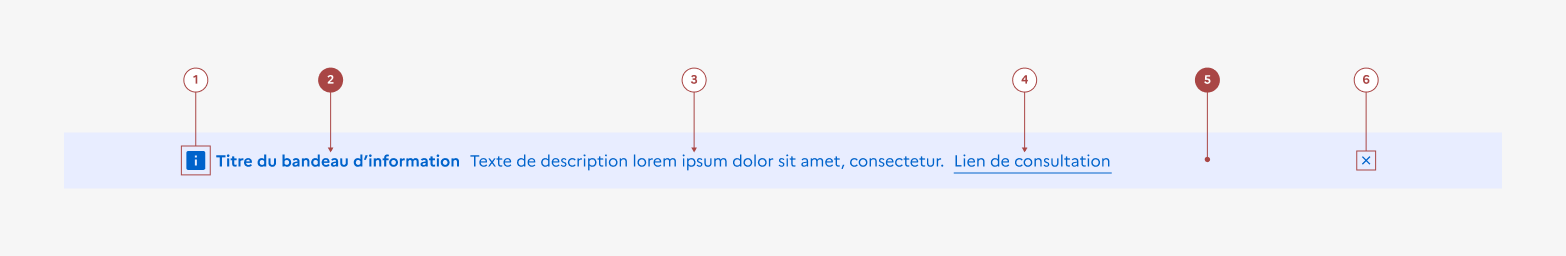 1 2 3 4 5 6
i Titre du bandeau d’information Texte de description lorem ipsum dolor sit amet, consectetur. Lien de consultation